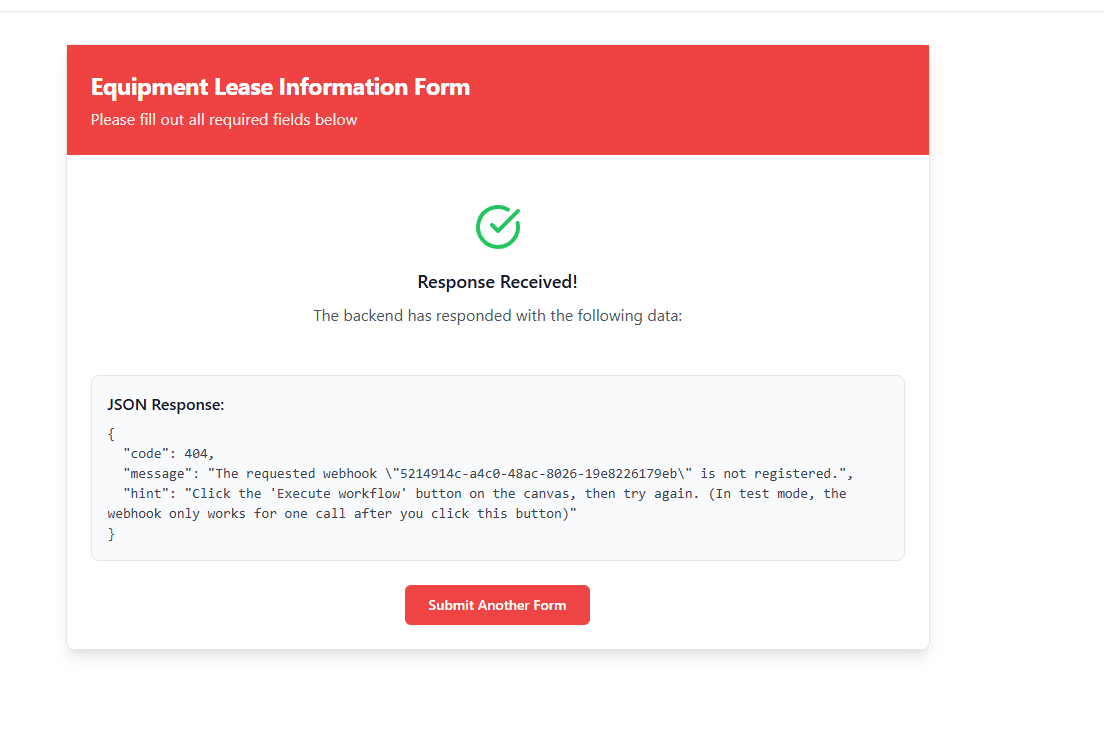 Equipment Lease Information Form
Please fill out all required fields below
Response Received!
The backend has responded with the following data:
JSON Response:
{
  "code": 404,
  "message": "The requested webhook \"5214914c-a4c0-48ac-8026-19e8226179eb\" is not registered.",
  "hint": "Click the 'Execute workflow' button on the canvas, then try again. (In test mode, the
webhook only works for one call after you click this button)"
}
Submit Another Form